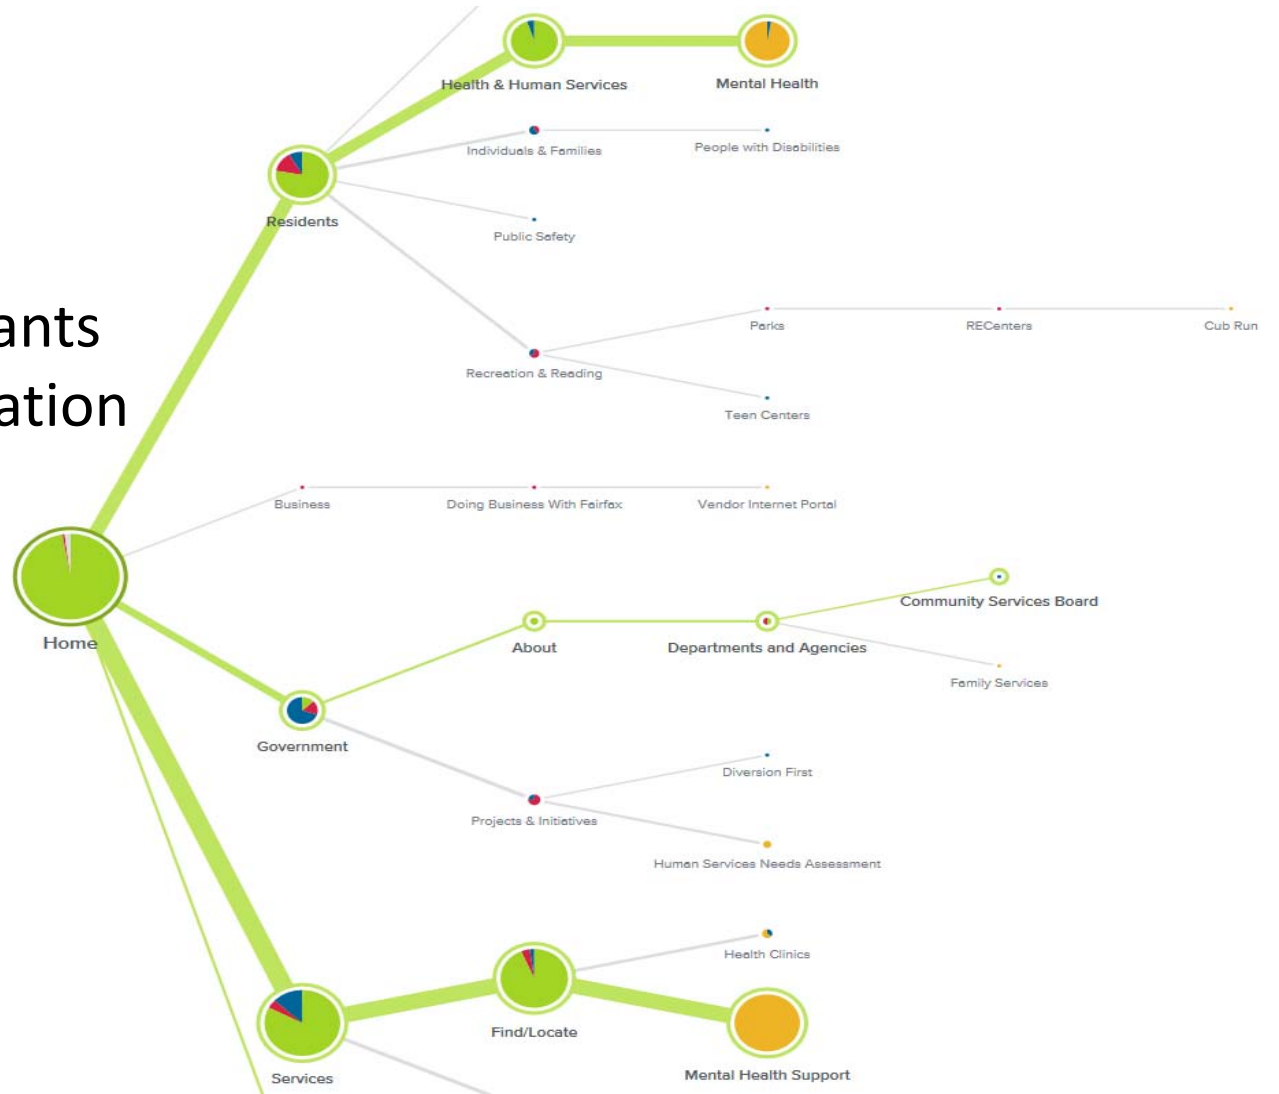 Health & Human Services
Mental Health
Individuals & Families
People with Disabilities
Residents
Public Safety
ants
ation
Parks
RECenters
Cub Run
Recreation & Reading
Teen Centers
Business
Doing Business With Fairfax
Vendor Internet Portal
Home
About
Departments and Agencies
Community Services Board
Family Services
Government
Diversion First
Projects & Initiatives
Human Services Needs Assessment
Health Clinics
Find/Locate
Services
Mental Health Support